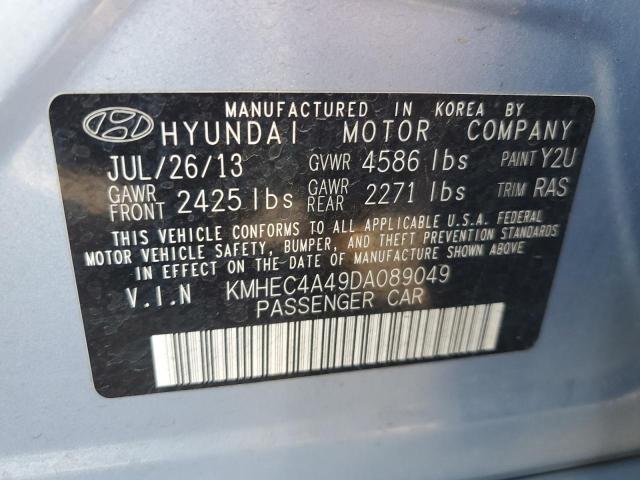 MANUFACTURED IN KOREA BY
HYUNDAI MOTOR COMPANY
JUL/26/13 GVWR 4586 lbs PAINT Y2U
GAWR FRONT 2425 lbs GAWR REAR 2271 lbs TRIM RAS
THIS VEHICLE CONFORMS TO ALL APPLICABLE U.S.A. FEDERAL
MOTOR VEHICLE SAFETY, BUMPER, AND THEFT PREVENTION STANDARDS
IN EFFECT ON THE DATE OF MANUFACTURE SHOWN ABOVE
V.I.N KMHEC4A49DA089049
PASSENGER CAR